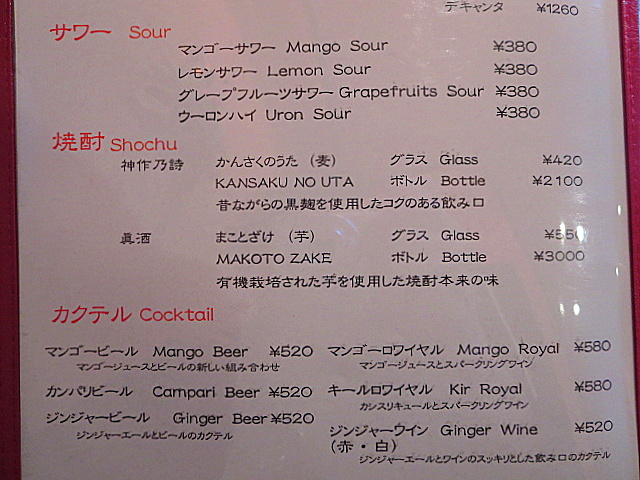 デキャンタ ¥1260
サワー Sour
マンゴーサワー Mango Sour ¥380
レモンサワー Lemon Sour ¥380
グレープフルーツサワー Grapefruits Sour ¥380
ウーロンハイ Uron Sour ¥380
焼酎 Shochu
神作乃詩 かんさくのうた (麦) グラス Glass ¥420
KANSAKU NO UTA ボトル Bottle ¥2100
昔ながらの黒麹を使用したコクのある飲み口
眞酒 まことざけ (芋) グラス Glass ¥550
MAKOTO ZAKE ボトル Bottle ¥3000
有機栽培された芋を使用した焼酎本来の味
カクテル Cocktail
マンゴービール Mango Beer ¥520
マンゴージュースとビールの新しい組み合わせ
カンパリビール Campari Beer ¥520
ジンジャービール Ginger Beer ¥520
ジンジャーエールとビールのカクテル
マンゴーロワイヤル Mango Royal ¥580
マンゴージュースとスパークリングワイン
キールロワイヤル Kir Royal ¥580
カシスリキュールとスパークリングワイン
ジンジャーワイン Ginger Wine ¥520
(赤・白)
ジンジャーエールとワインのスッキリとした飲み口のカクテル